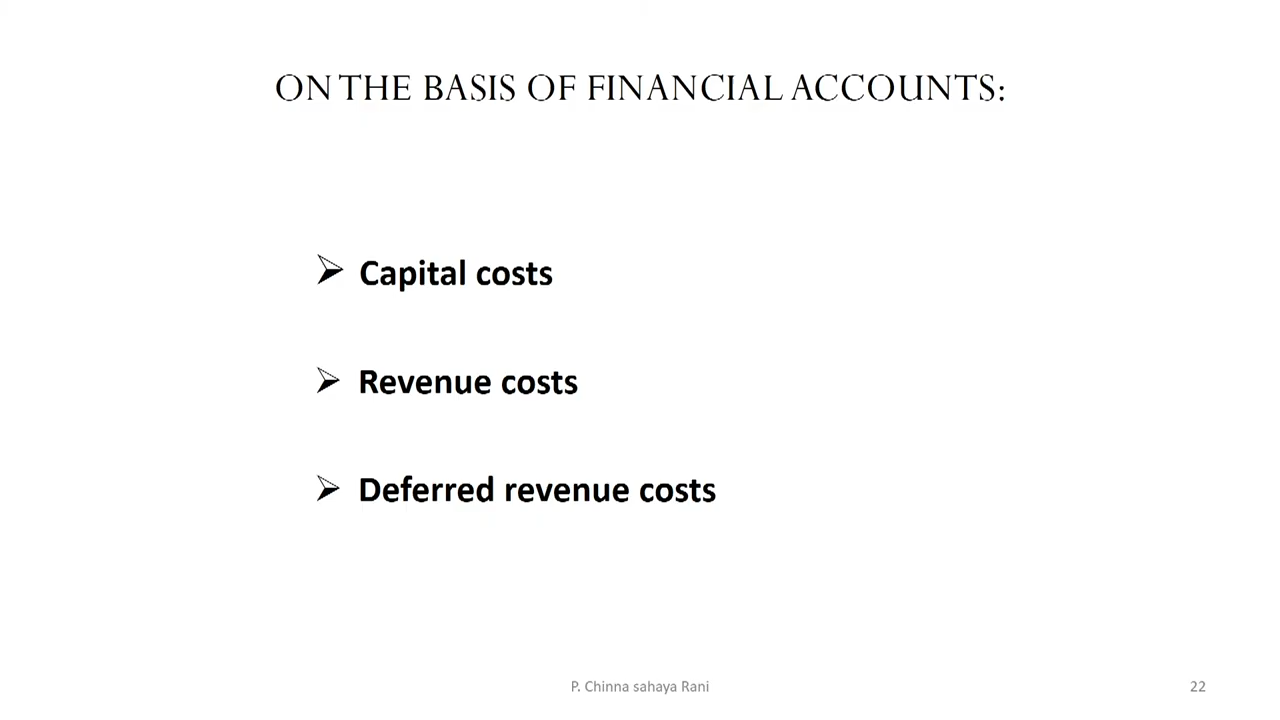 ON THE BASIS OF FINANCIAL ACCOUNTS:
Capital costs
Revenue costs
Deferred revenue costs
P. Chinna sahaya Rani
22